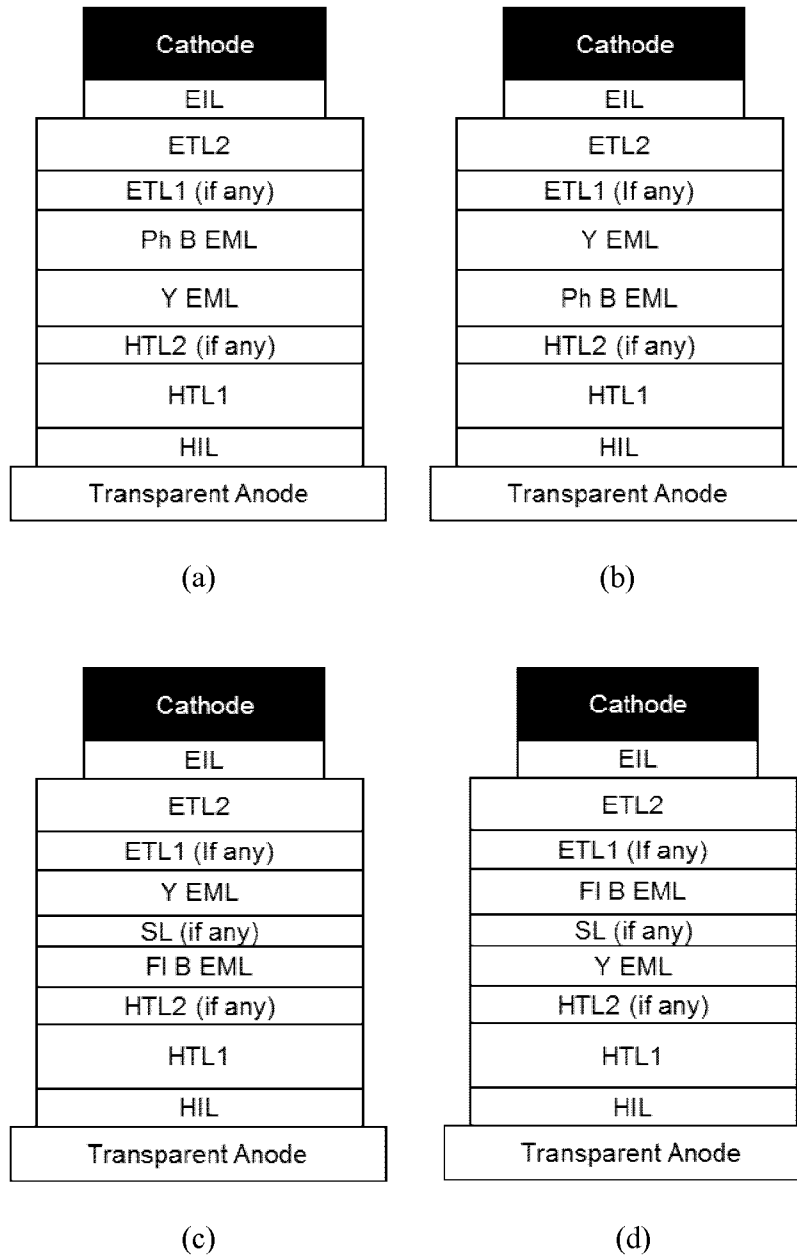 Cathode
EIL
ETL2
ETL1 (if any)
Ph B EML
Y EML
HTL2 (if any)
HTL1
HIL
Transparent Anode
(a)
Cathode
EIL
ETL2
ETL1 (If any)
Y EML
Ph B EML
HTL2 (if any)
HTL1
HIL
Transparent Anode
(b)
Cathode
EIL
ETL2
ETL1 (If any)
Y EML
SL (if any)
Fl B EML
HTL2 (if any)
HTL1
HIL
Transparent Anode
(c)
Cathode
EIL
ETL2
ETL1 (If any)
Fl B EML
SL (if any)
Y EML
HTL2 (if any)
HTL1
HIL
Transparent Anode
(d)